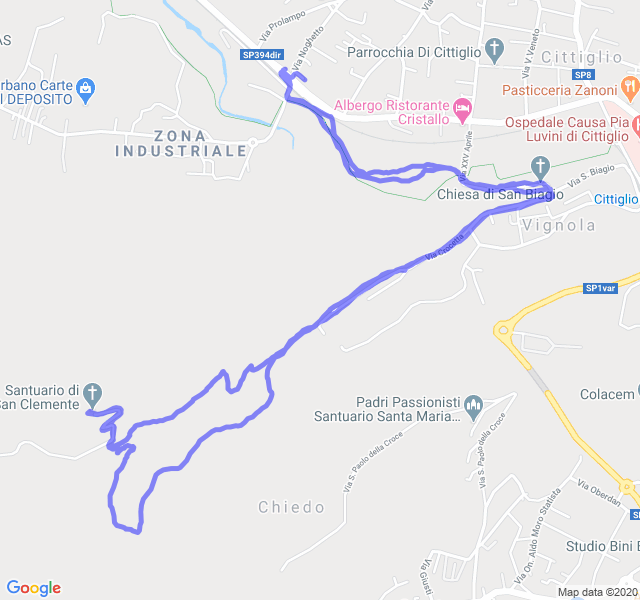 Via Prolampo
Via Noghetto
SP394dir
Parrocchia Di Cittiglio
Via V. Veneto
Cittiglio
SP8
AS
rbano Carte
l DEPOSITO
Pasticceria Zanoni
Albergo Ristorante
Cristallo
Ospedale Causa Pia
Luvini di Cittiglio
ZONA
INDUSTRIALE
Via XXV Aprile
Via S. Biagio
Chiesa di San Biagio
Cittiglio
Vignola
Via Crocetta
SP1var
Santuario di
San Clemente
Padri Passionisti
Santuario Santa Maria...
Colacem
Via S. Paolo della Croce
Via S. Paolo della Croce
Chiedo
Via Oberdan
Via On. Aldo Moro Statista
SP
Studio Bini B
Via Giusti
Google
Map data ©2020